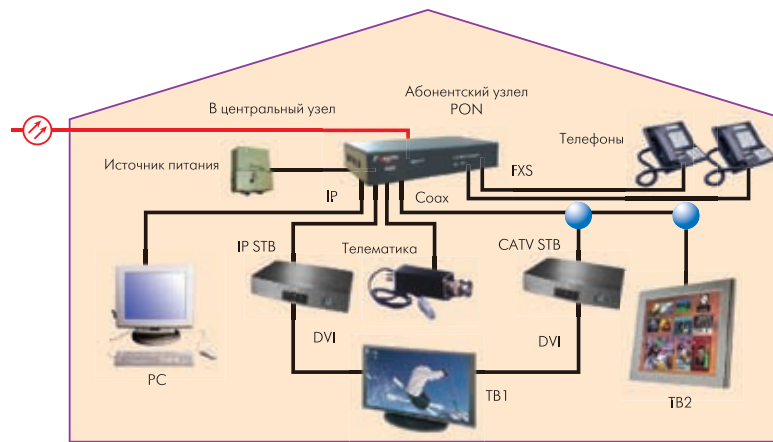 Абонентский узлел
PON
В центральный узел
Телефоны
Источник питания
FXS
IP
Coax
IP STB
Телематика
CATV STB
DVI
DVI
PC
ТВ1
ТВ2